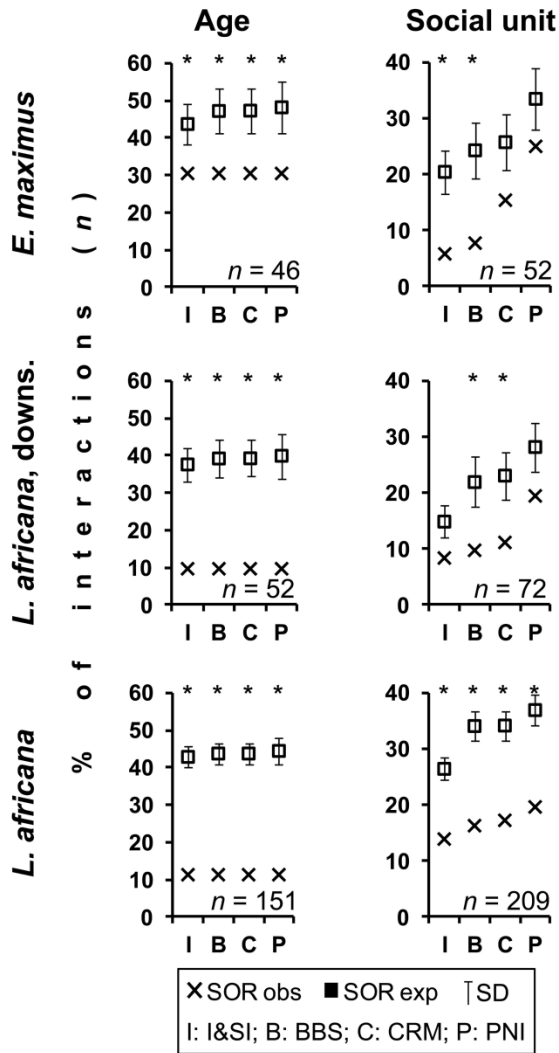 Age Social unit
% of interactions (n)
E. maximus
* * * *
60
50
40
30
20
10
0
n = 46
I B C P
* *
40
30
20
10
0
n = 52
I B C P
L. africana, downs.
* * * *
60
50
40
30
20
10
0
n = 52
I B C P
* *
40
30
20
10
0
n = 72
I B C P
L. africana
* * * *
60
50
40
30
20
10
0
n = 151
I B C P
* * * *
40
30
20
10
0
n = 209
I B C P
SOR obs SOR exp SD
I: I&SI; B: BBS; C: CRM; P: PNI